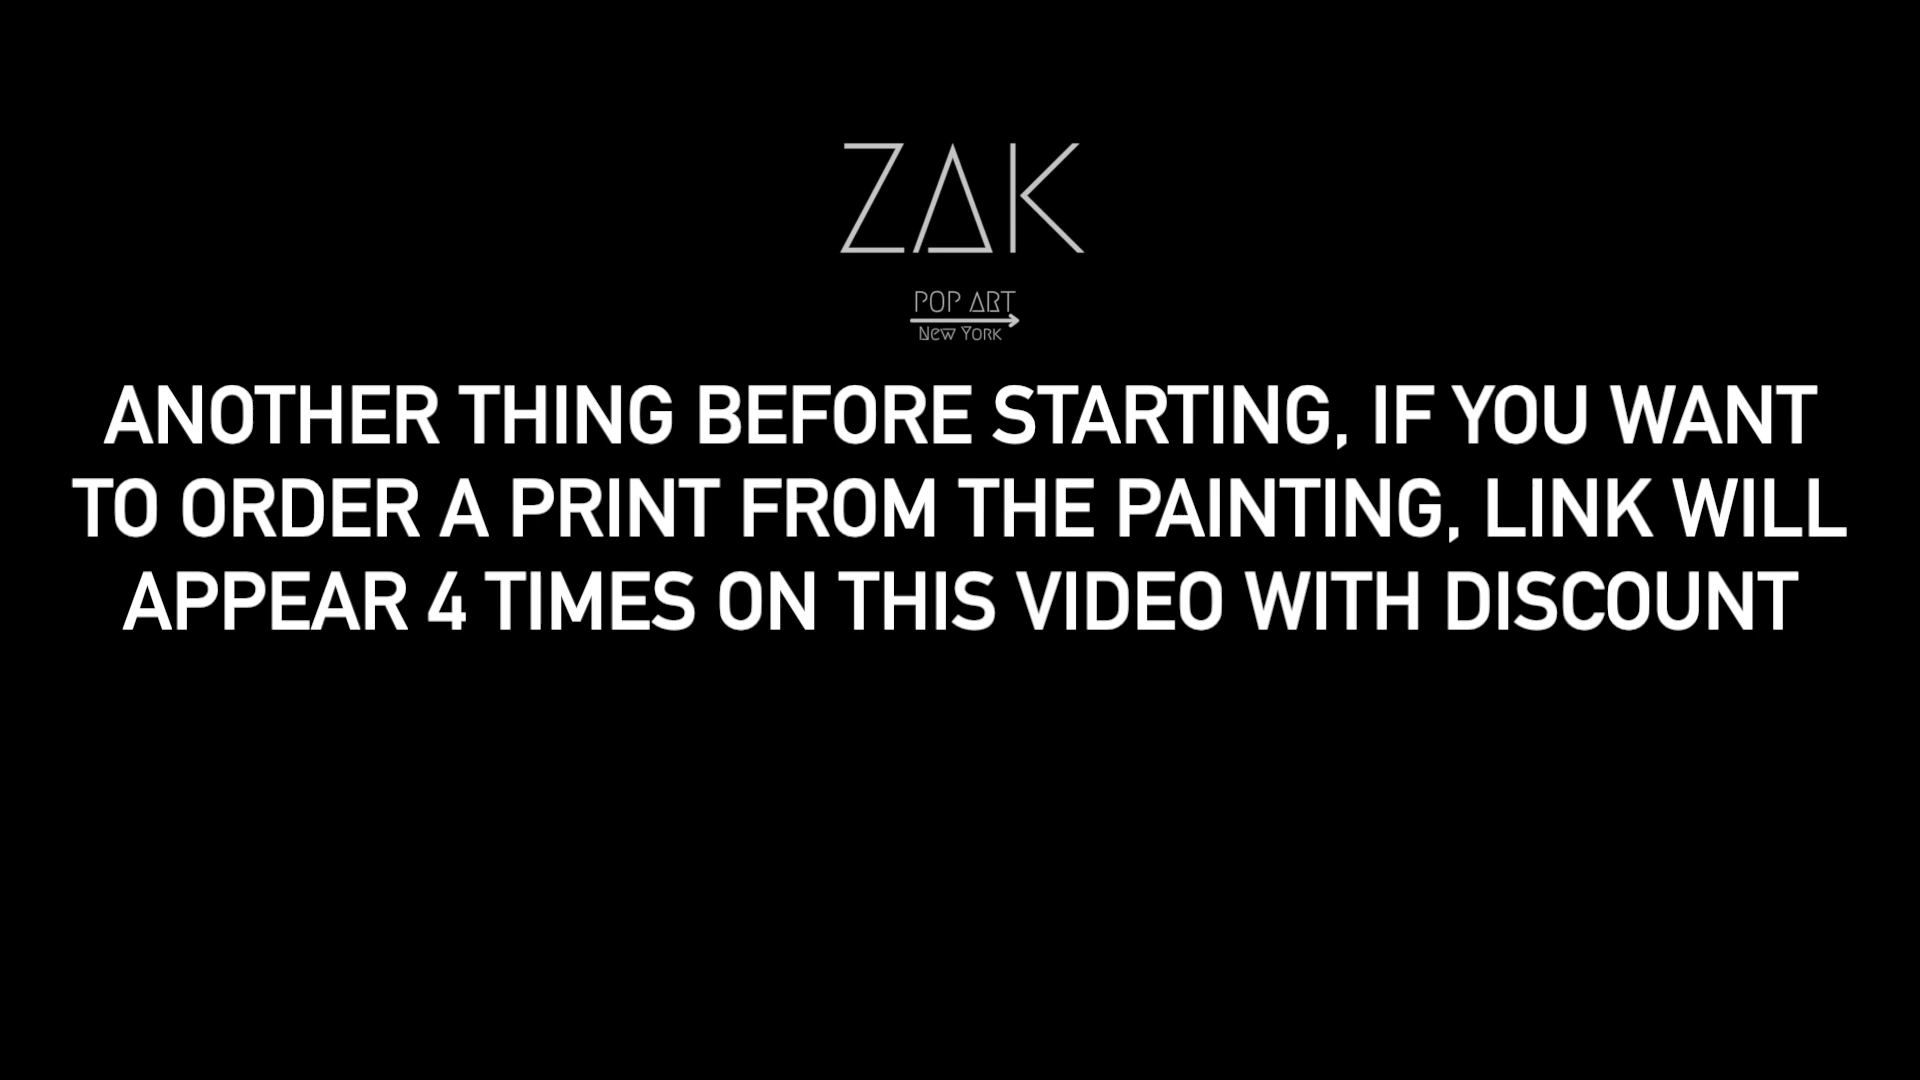 ZAK
POP ART
NEW YORK
ANOTHER THING BEFORE STARTING, IF YOU WANT
TO ORDER A PRINT FROM THE PAINTING, LINK WILL
APPEAR 4 TIMES ON THIS VIDEO WITH DISCOUNT